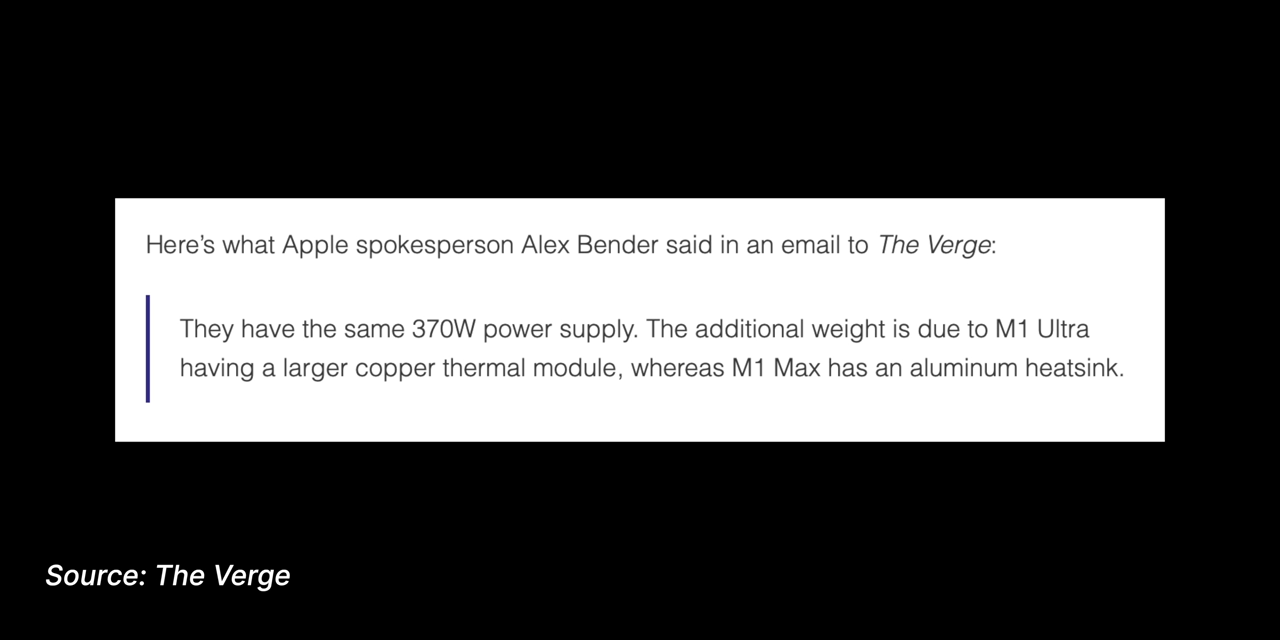 Here’s what Apple spokesperson Alex Bender said in an email to The Verge:
They have the same 370W power supply. The additional weight is due to M1 Ultra
having a larger copper thermal module, whereas M1 Max has an aluminum heatsink.
Source: The Verge